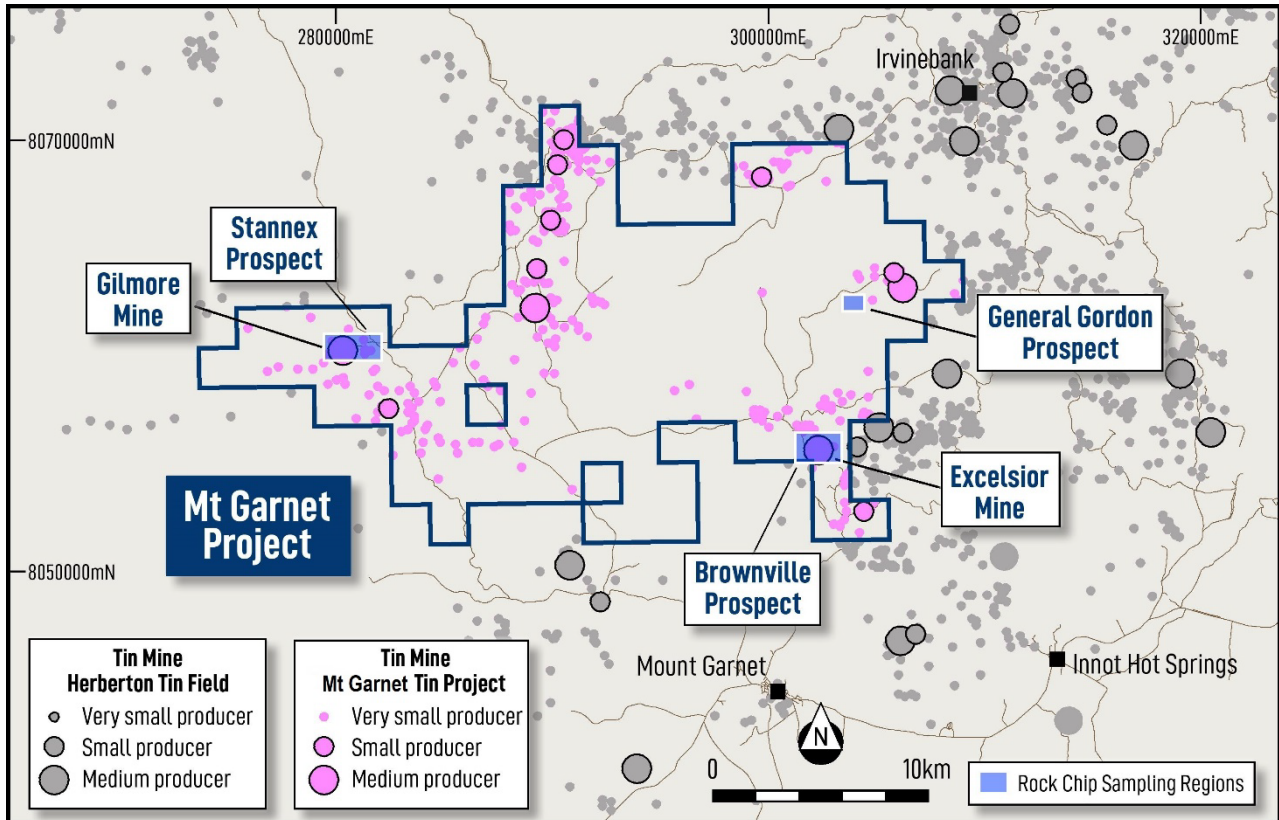 280000mE
300000mE
320000mE
Irvinebank
8070000mN
Stannex
Prospect
Gilmore
Mine
General Gordon
Prospect
Mt Garnet
Project
Excelsior
Mine
Brownville
Prospect
8050000mN
Mount Garnet
Innot Hot Springs
N
0
10km
Tin Mine
Herberton Tin Field
Very small producer
Small producer
Medium producer
Tin Mine
Mt Garnet Tin Project
Very small producer
Small producer
Medium producer
Rock Chip Sampling Regions